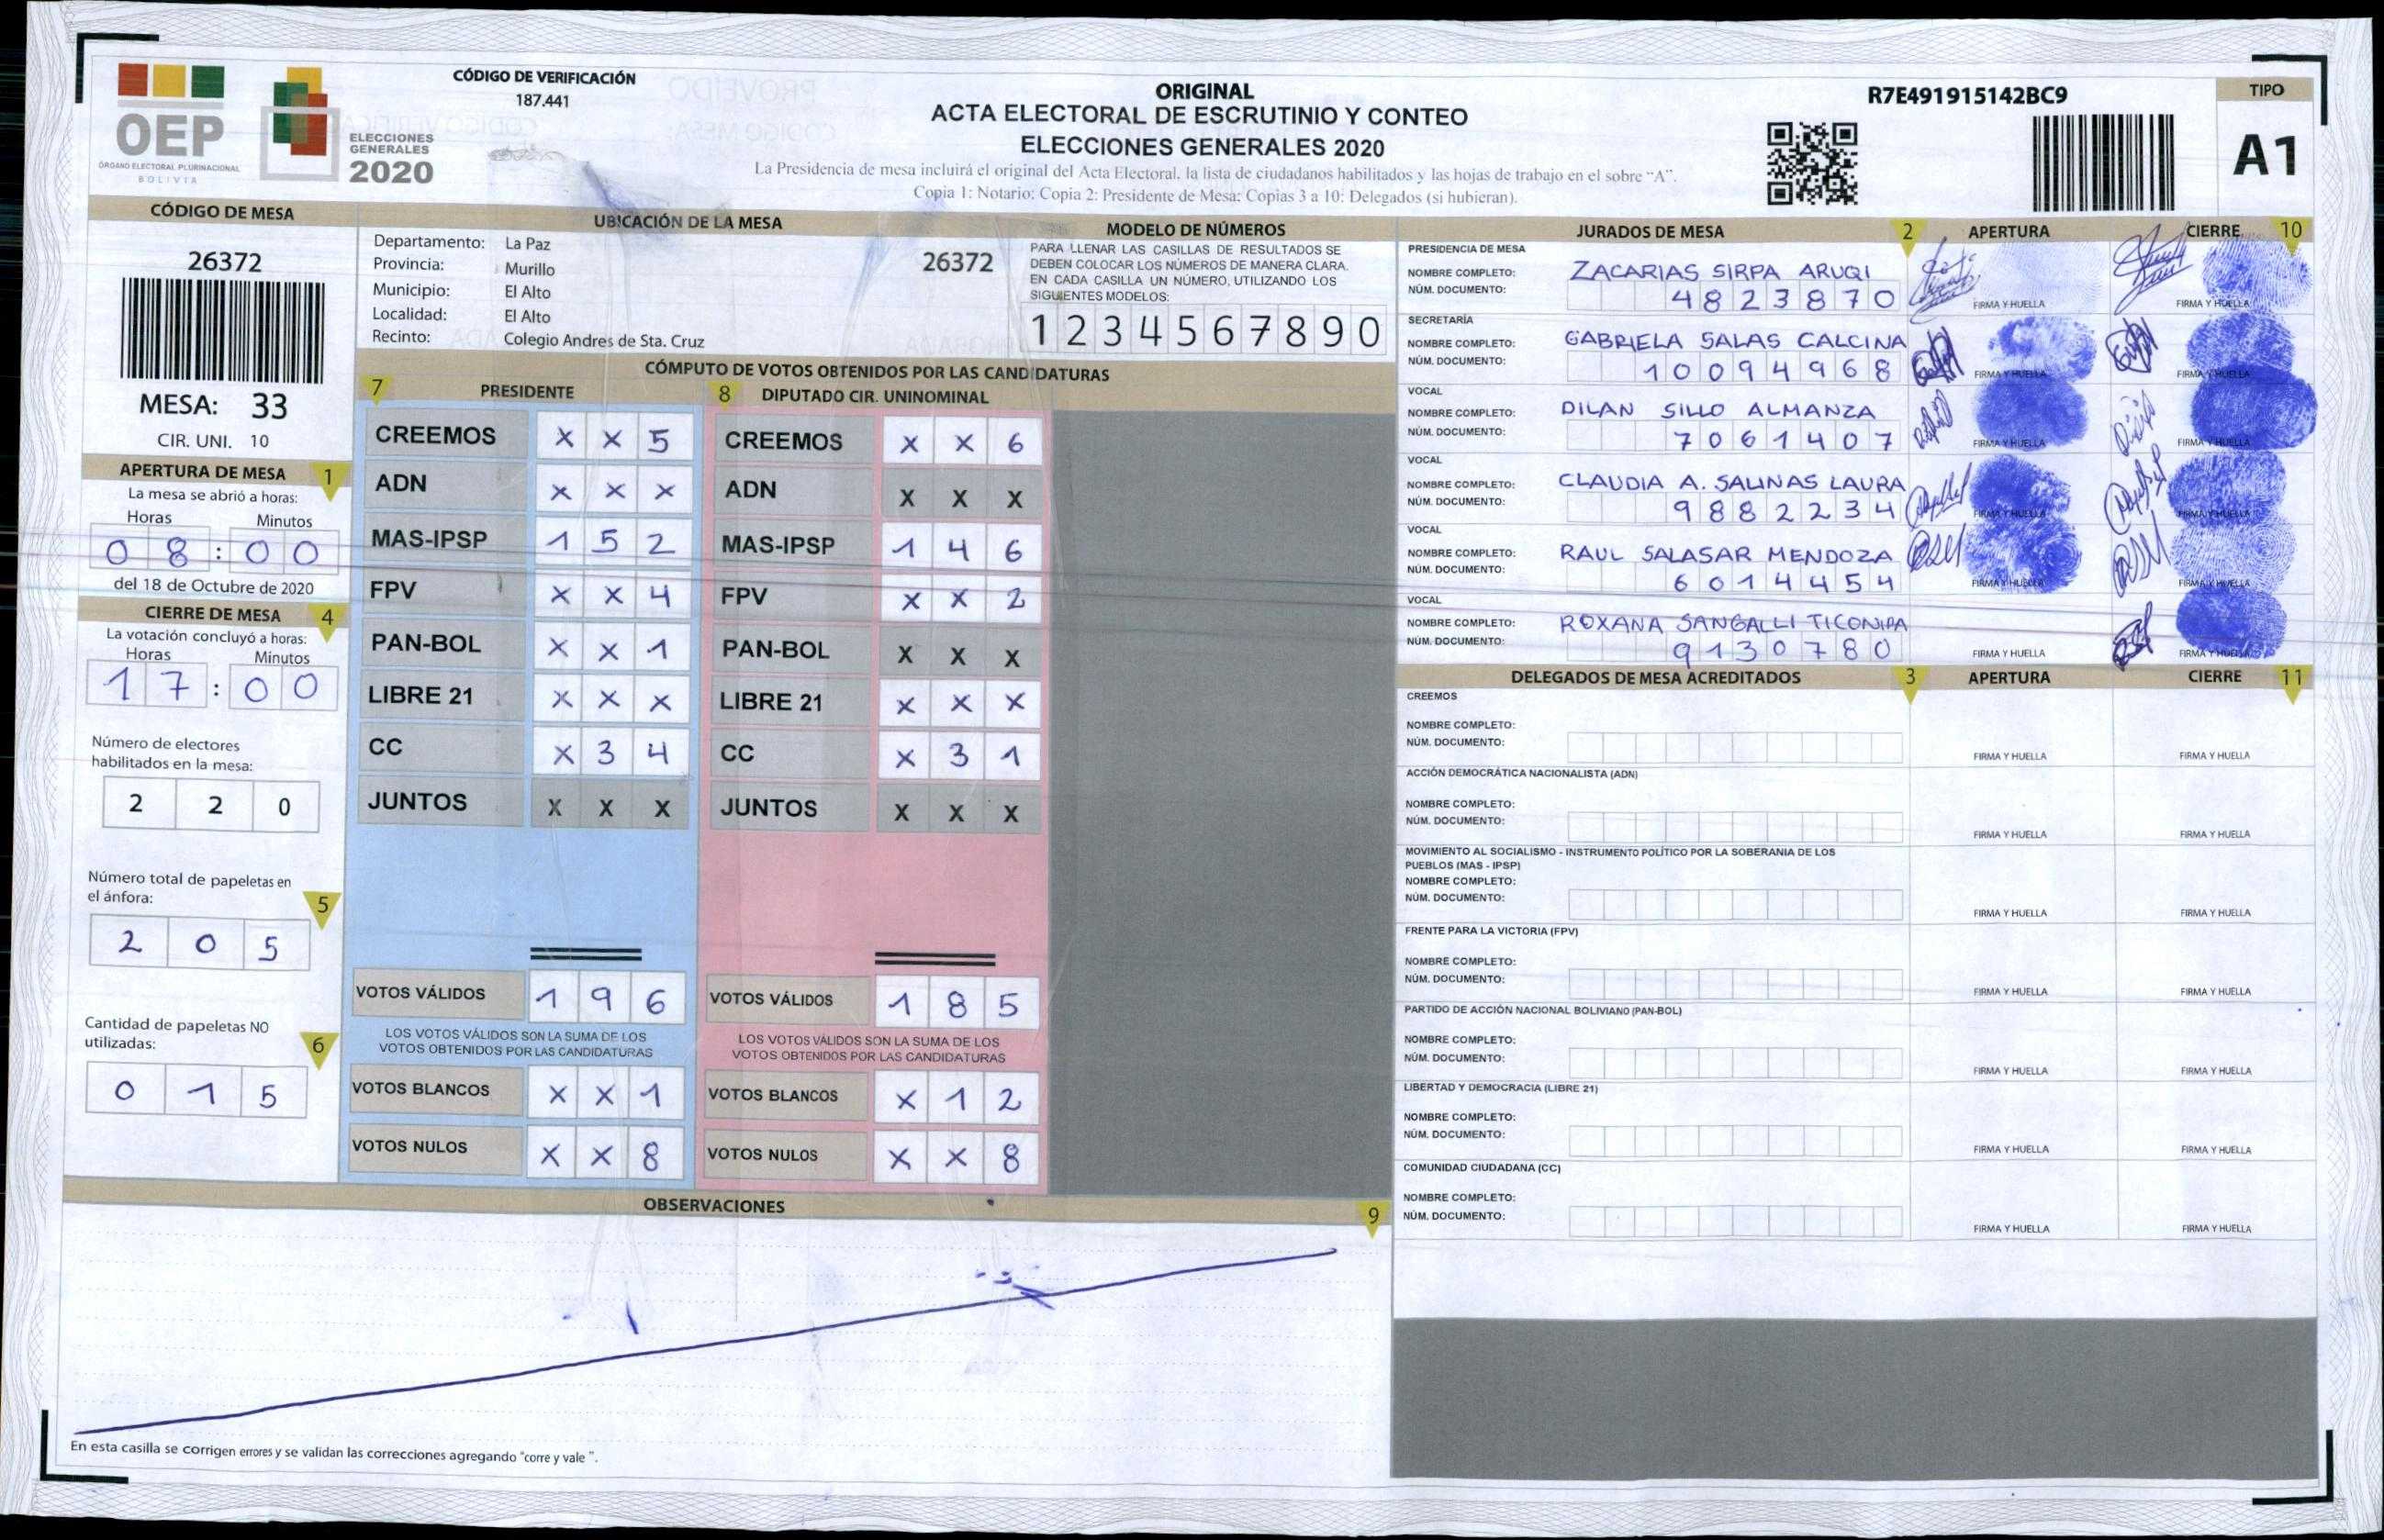 OEP
ÓRGANO ELECTORAL PLURINACIONAL
BOLIVIA
ELECCIONES
GENERALES
2020
CÓDIGO DE VERIFICACIÓN
187.441
ORIGINAL
ACTA ELECTORAL DE ESCRUTINIO Y CONTEO
ELECCIONES GENERALES 2020
La Presidencia de mesa incluirá el original del Acta Electoral, la lista de ciudadanos habilitados y las hojas de trabajo en el sobre "A".
Copia 1: Notario; Copia 2: Presidente de Mesa; Copias 3 a 10: Delegados (si hubieran).
R7E491915142BC9
TIPO
A1
CÓDIGO DE MESA
26372
MESA: 33
CIR. UNI. 10
APERTURA DE MESA 1
La mesa se abrió a horas:
Horas Minutos
0 8 : 0 0
del 18 de Octubre de 2020
CIERRE DE MESA 4
La votación concluyó a horas:
Horas Minutos
1 7 : 0 0
Número de electores
habilitados en la mesa:
2 2 0
Número total de papeletas en
el ánfora: 5
2 0 5
Cantidad de papeletas NO
utilizadas: 6
0 1 5
UBICACIÓN DE LA MESA
Departamento: La Paz
Provincia: Murillo
Municipio: El Alto
Localidad: El Alto
Recinto: Colegio Andres de Sta. Cruz
26372
MODELO DE NÚMEROS
PARA LLENAR LAS CASILLAS DE RESULTADOS SE
DEBEN COLOCAR LOS NÚMEROS DE MANERA CLARA.
EN CADA CASILLA UN NÚMERO, UTILIZANDO LOS
SIGUIENTES MODELOS:
1 2 3 4 5 6 7 8 9 0
CÓMPUTO DE VOTOS OBTENIDOS POR LAS CANDIDATURAS
7 PRESIDENTE
CREEMOS X X 5
ADN X X X
MAS-IPSP 1 5 2
FPV X X 4
PAN-BOL X X 1
LIBRE 21 X X X
CC X 3 4
JUNTOS X X X
VOTOS VÁLIDOS 1 9 6
LOS VOTOS VÁLIDOS SON LA SUMA DE LOS
VOTOS OBTENIDOS POR LAS CANDIDATURAS
VOTOS BLANCOS X X 1
VOTOS NULOS X X 8
8 DIPUTADO CIR. UNINOMINAL
CREEMOS X X 6
ADN X X X
MAS-IPSP 1 4 6
FPV X X 2
PAN-BOL X X X
LIBRE 21 X X X
CC X 3 1
JUNTOS X X X
VOTOS VÁLIDOS 1 8 5
LOS VOTOS VÁLIDOS SON LA SUMA DE LOS
VOTOS OBTENIDOS POR LAS CANDIDATURAS
VOTOS BLANCOS X 1 2
VOTOS NULOS X X 8
OBSERVACIONES 9
En esta casilla se corrigen errores y se validan las correcciones agregando "corre y vale".
JURADOS DE MESA 2 APERTURA CIERRE 10
PRESIDENCIA DE MESA
NOMBRE COMPLETO: ZACARIAS SIRPA ARUQI
NÚM. DOCUMENTO: 4823870 FIRMA Y HUELLA FIRMA Y HUELLA
SECRETARÍA
NOMBRE COMPLETO: GABRIELA SALAS CALCINA
NÚM. DOCUMENTO: 10094968 FIRMA Y HUELLA FIRMA Y HUELLA
VOCAL
NOMBRE COMPLETO: DILAN SILLO ALMANZA
NÚM. DOCUMENTO: 7061407 FIRMA Y HUELLA FIRMA Y HUELLA
VOCAL
NOMBRE COMPLETO: CLAUDIA A. SALINAS LAURA
NÚM. DOCUMENTO: 9882234 FIRMA Y HUELLA FIRMA Y HUELLA
VOCAL
NOMBRE COMPLETO: RAUL SALASAR MENDOZA
NÚM. DOCUMENTO: 6014454 FIRMA Y HUELLA FIRMA Y HUELLA
VOCAL
NOMBRE COMPLETO: ROXANA SANGALLI TICONIPA
NÚM. DOCUMENTO: 9130780 FIRMA Y HUELLA FIRMA Y HUELLA
DELEGADOS DE MESA ACREDITADOS 3 APERTURA CIERRE 11
CREEMOS
NOMBRE COMPLETO:
NÚM. DOCUMENTO: FIRMA Y HUELLA FIRMA Y HUELLA
ACCIÓN DEMOCRÁTICA NACIONALISTA (ADN)
NOMBRE COMPLETO:
NÚM. DOCUMENTO: FIRMA Y HUELLA FIRMA Y HUELLA
MOVIMIENTO AL SOCIALISMO - INSTRUMENTO POLÍTICO POR LA SOBERANIA DE LOS
PUEBLOS (MAS - IPSP)
NOMBRE COMPLETO:
NÚM. DOCUMENTO: FIRMA Y HUELLA FIRMA Y HUELLA
FRENTE PARA LA VICTORIA (FPV)
NOMBRE COMPLETO:
NÚM. DOCUMENTO: FIRMA Y HUELLA FIRMA Y HUELLA
PARTIDO DE ACCIÓN NACIONAL BOLIVIANO (PAN-BOL)
NOMBRE COMPLETO:
NÚM. DOCUMENTO: FIRMA Y HUELLA FIRMA Y HUELLA
LIBERTAD Y DEMOCRACIA (LIBRE 21)
NOMBRE COMPLETO:
NÚM. DOCUMENTO: FIRMA Y HUELLA FIRMA Y HUELLA
COMUNIDAD CIUDADANA (CC)
NOMBRE COMPLETO:
NÚM. DOCUMENTO: FIRMA Y HUELLA FIRMA Y HUELLA